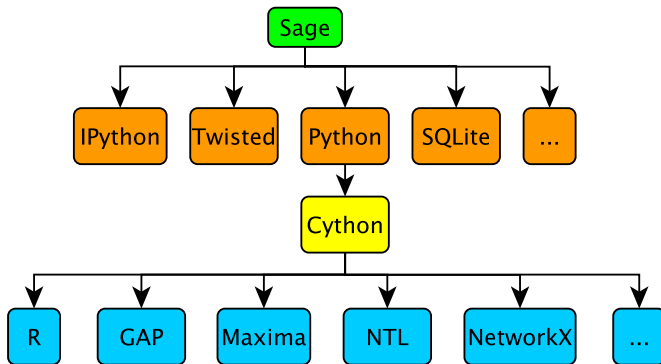 Sage
IPython Twisted Python SQLite ...
Cython
R GAP Maxima NTL NetworkX ...